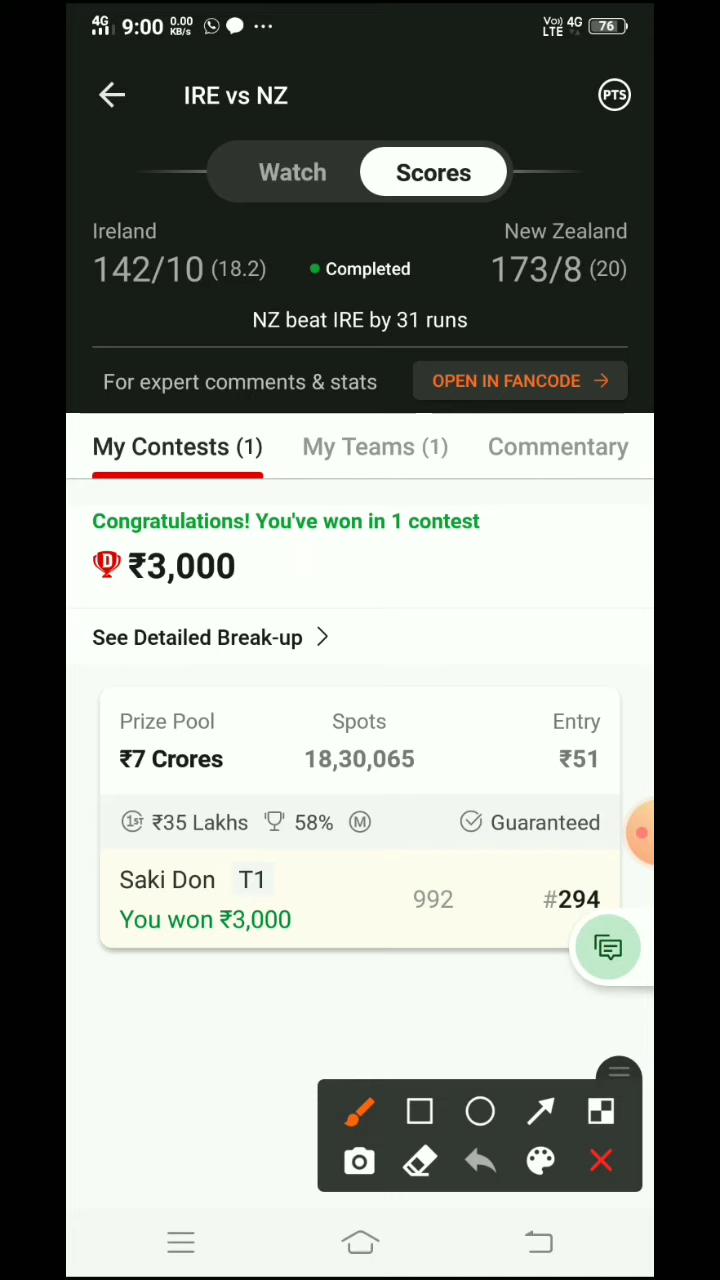 4G 9:00 0.00 KB/s ... Vo) LTE 4G 76
IRE vs NZ PTS
Watch Scores
Ireland New Zealand
142/10 (18.2) Completed 173/8 (20)
NZ beat IRE by 31 runs
For expert comments & stats OPEN IN FANCODE →
My Contests (1) My Teams (1) Commentary
Congratulations! You've won in 1 contest
D ₹3,000
See Detailed Break-up >
Prize Pool Spots Entry
₹7 Crores 18,30,065 ₹51
1ST ₹35 Lakhs 58% M Guaranteed
Saki Don T1
992 #294
You won ₹3,000